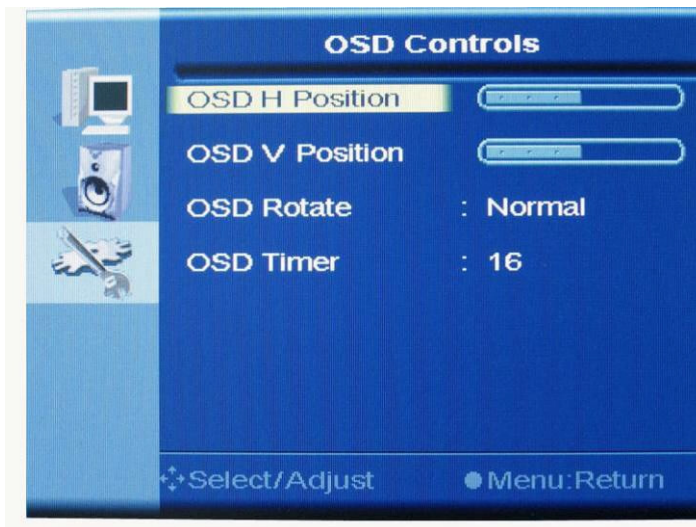 OSD Controls
OSD H Position
OSD V Position
OSD Rotate : Normal
OSD Timer : 16
Select/Adjust Menu:Return